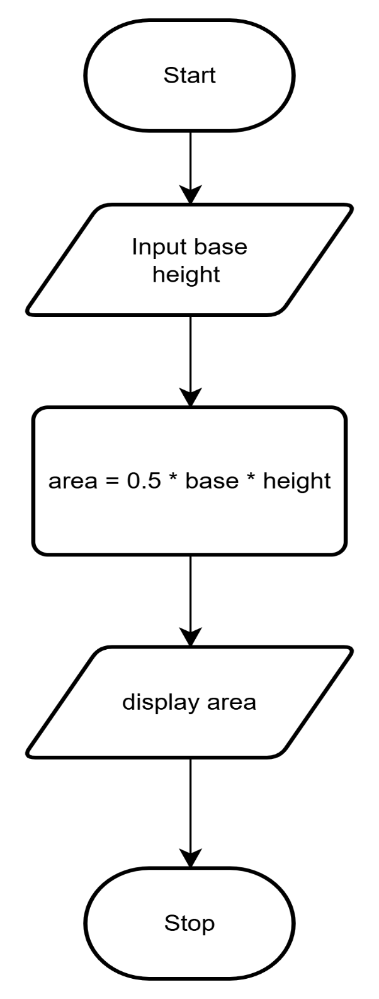 Start
Input base
height
area = 0.5 * base * height
display area
Stop